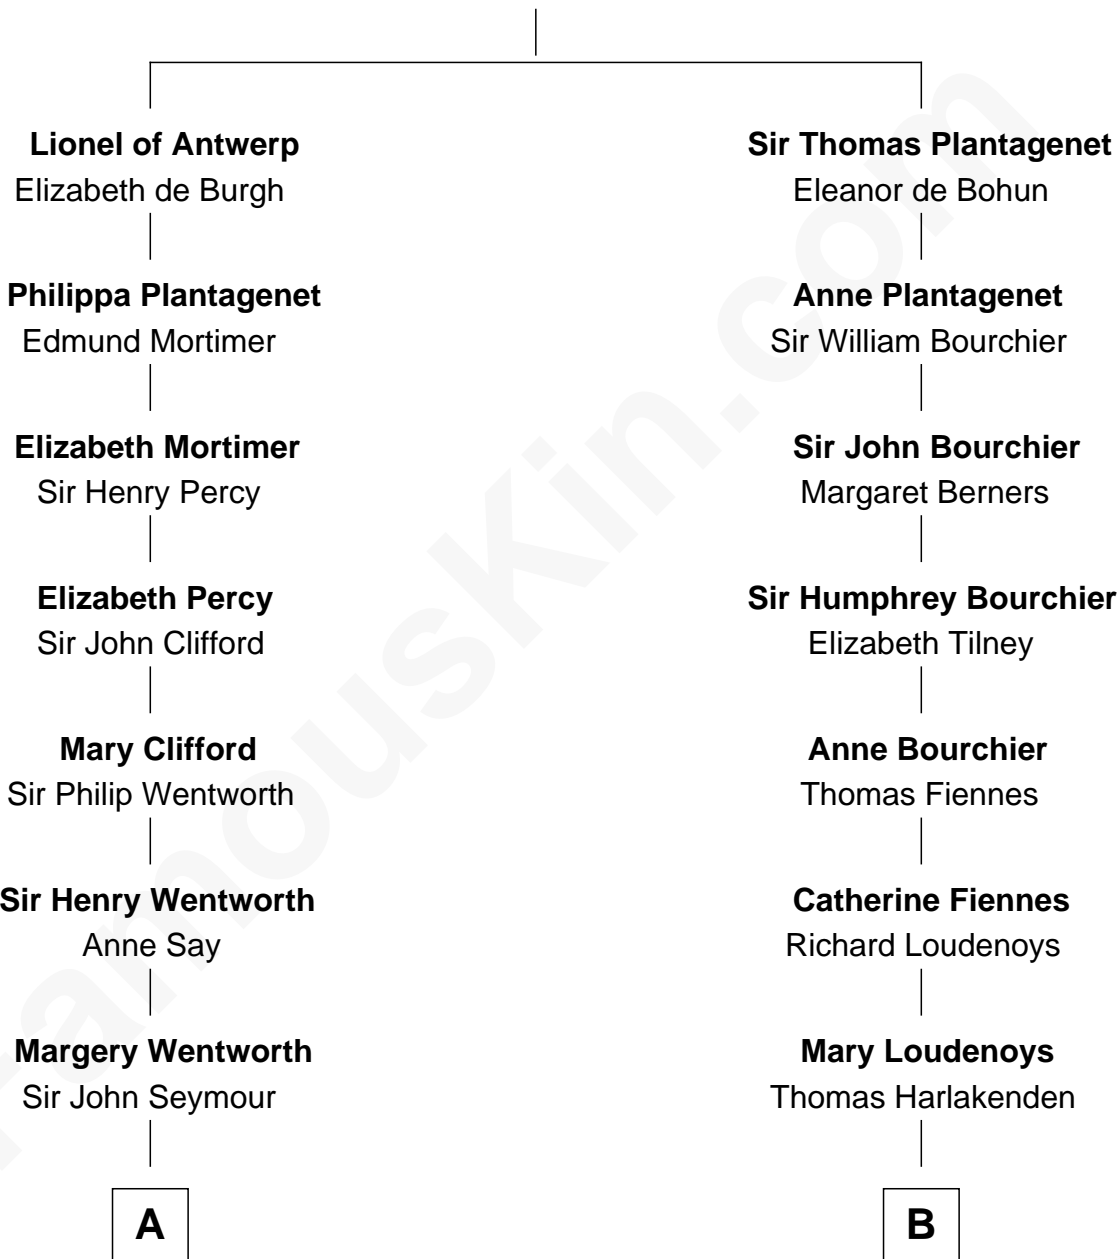 Lionel of Antwerp
Elizabeth de Burgh
Philippa Plantagenet
Edmund Mortimer
Elizabeth Mortimer
Sir Henry Percy
Elizabeth Percy
Sir John Clifford
Mary Clifford
Sir Philip Wentworth
Sir Henry Wentworth
Anne Say
Margery Wentworth
Sir John Seymour
A
Sir Thomas Plantagenet
Eleanor de Bohun
Anne Plantagenet
Sir William Bourchier
Sir John Bourchier
Margaret Berners
Sir Humphrey Bourchier
Elizabeth Tilney
Anne Bourchier
Thomas Fiennes
Catherine Fiennes
Richard Loudenoys
Mary Loudenoys
Thomas Harlakenden
B
FamousKin.com